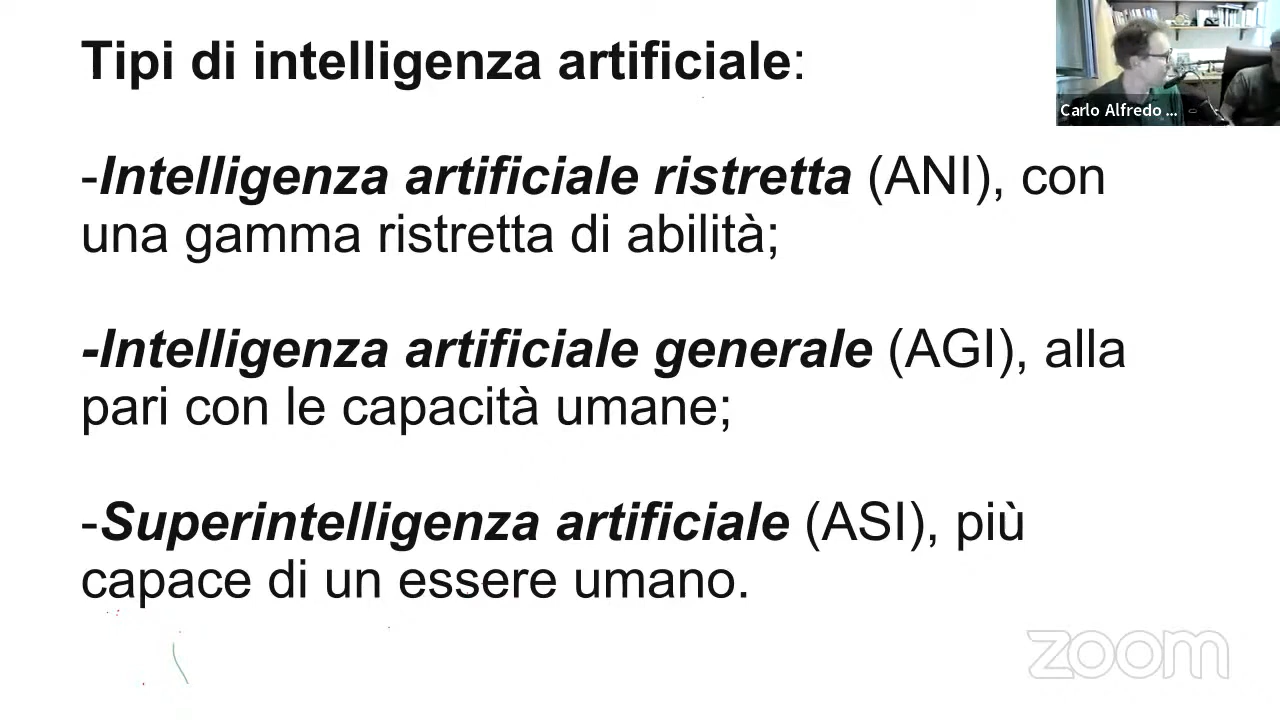 Tipi di intelligenza artificiale:
-Intelligenza artificiale ristretta (ANI), con
una gamma ristretta di abilità;
-Intelligenza artificiale generale (AGI), alla
pari con le capacità umane;
-Superintelligenza artificiale (ASI), più
capace di un essere umano.
Carlo Alfredo ...
zoom